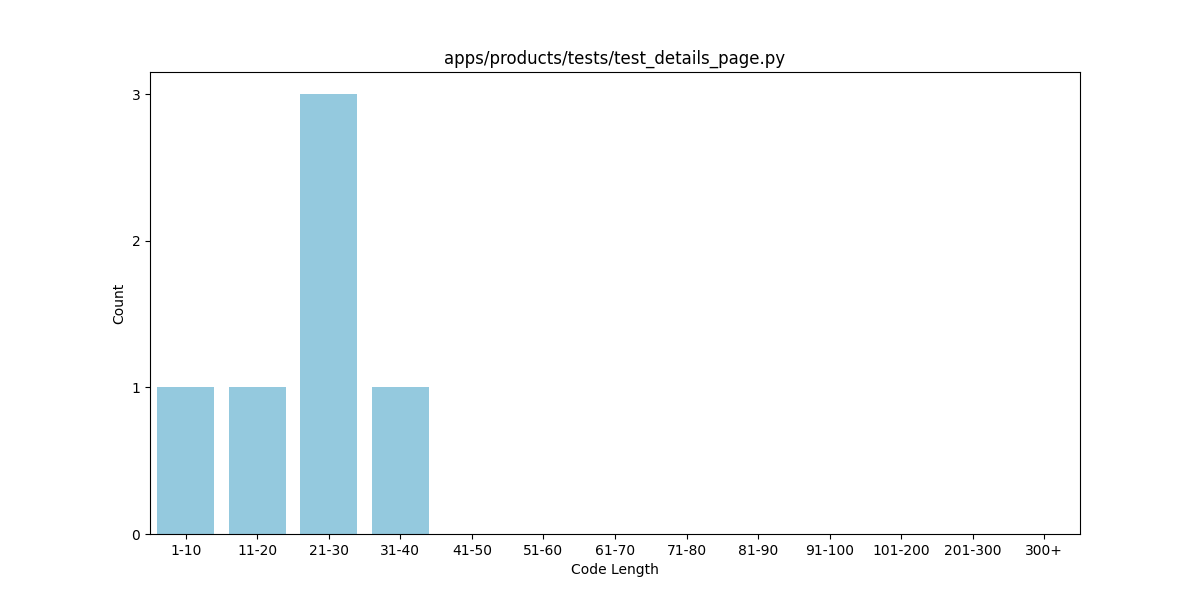 apps/products/tests/test_details_page.py
3
2
1
0
Count
1-10 11-20 21-30 31-40 41-50 51-60 61-70 71-80 81-90 91-100 101-200 201-300 300+
Code Length